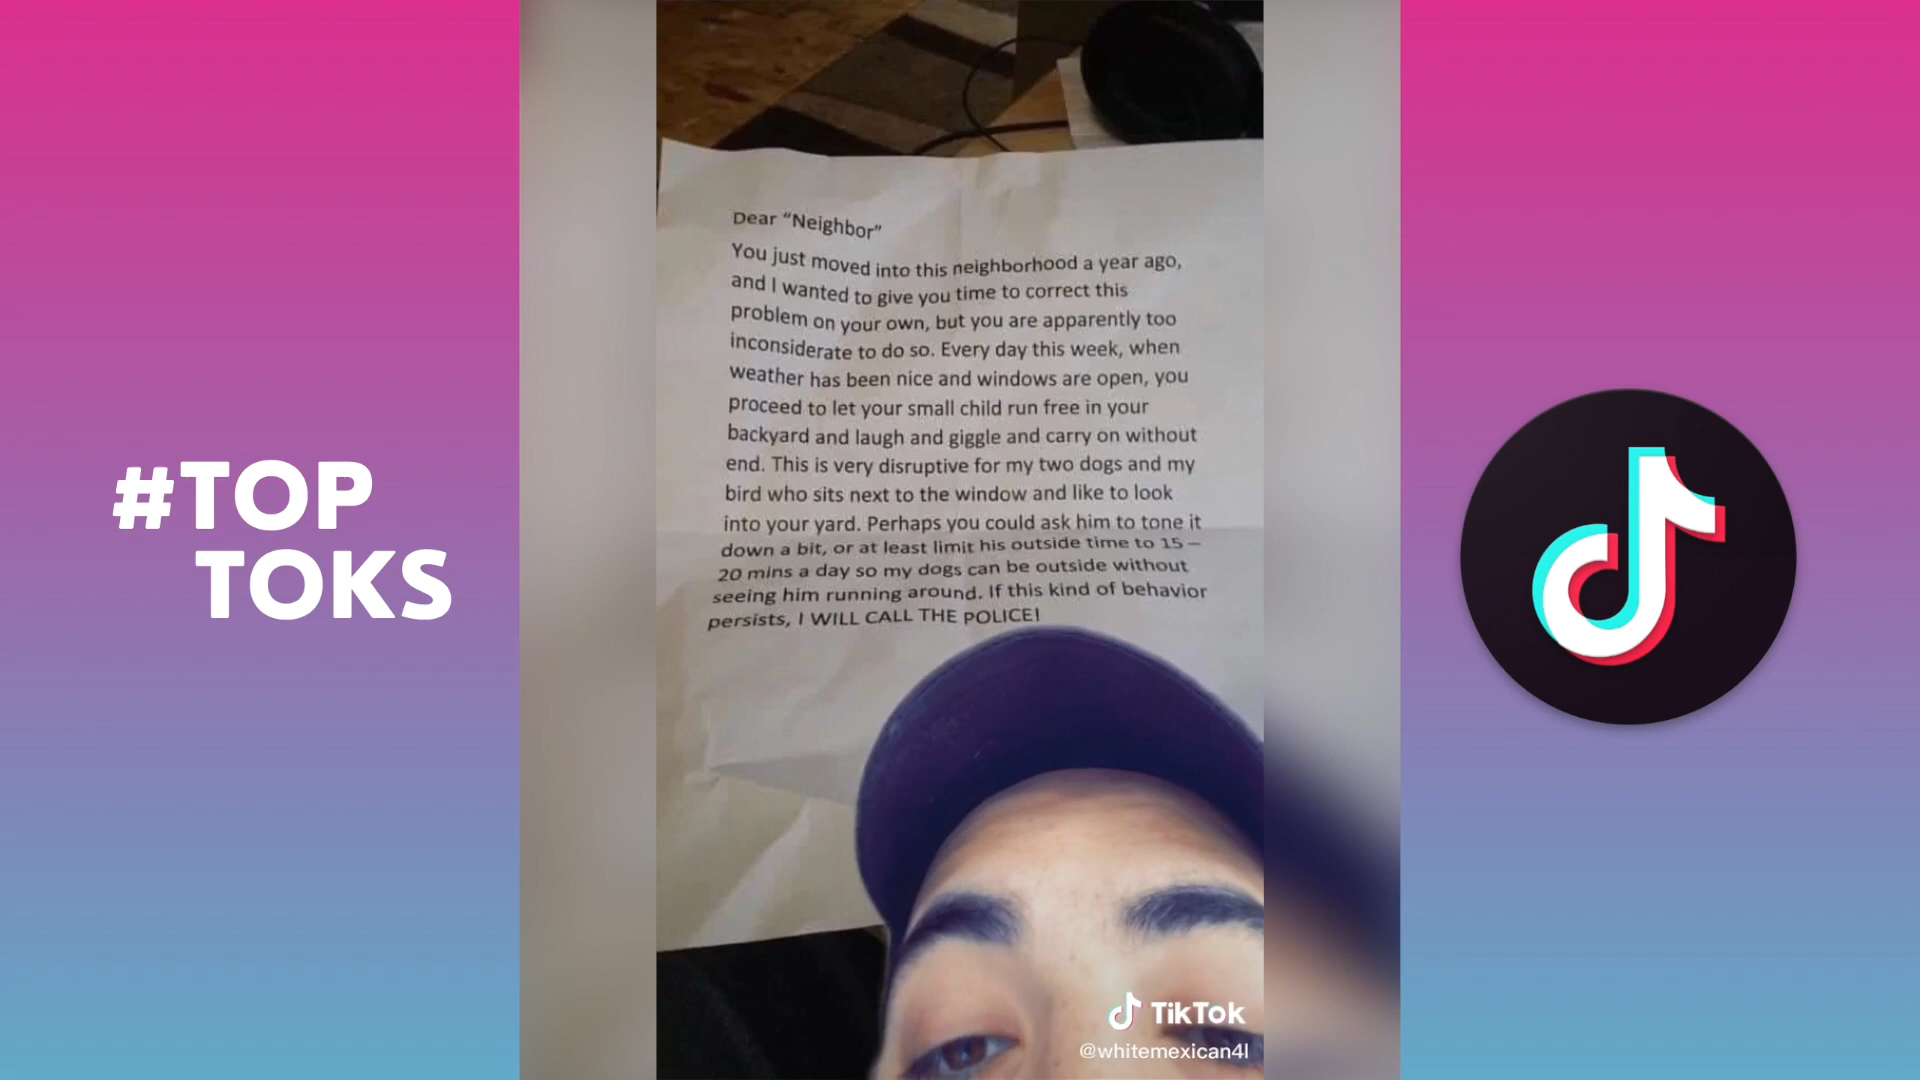 #TOP
TOKS
Dear “Neighbor”
You just moved into this neighborhood a year ago,
and I wanted to give you time to correct this
problem on your own, but you are apparently too
inconsiderate to do so. Every day this week, when
weather has been nice and windows are open, you
proceed to let your small child run free in your
backyard and laugh and giggle and carry on without
end. This is very disruptive for my two dogs and my
bird who sits next to the window and like to look
into your yard. Perhaps you could ask him to tone it
down a bit, or at least limit his outside time to 15 –
20 mins a day so my dogs can be outside without
seeing him running around. If this kind of behavior
persists, I WILL CALL THE POLICE!
TikTok
@whitemexican4l